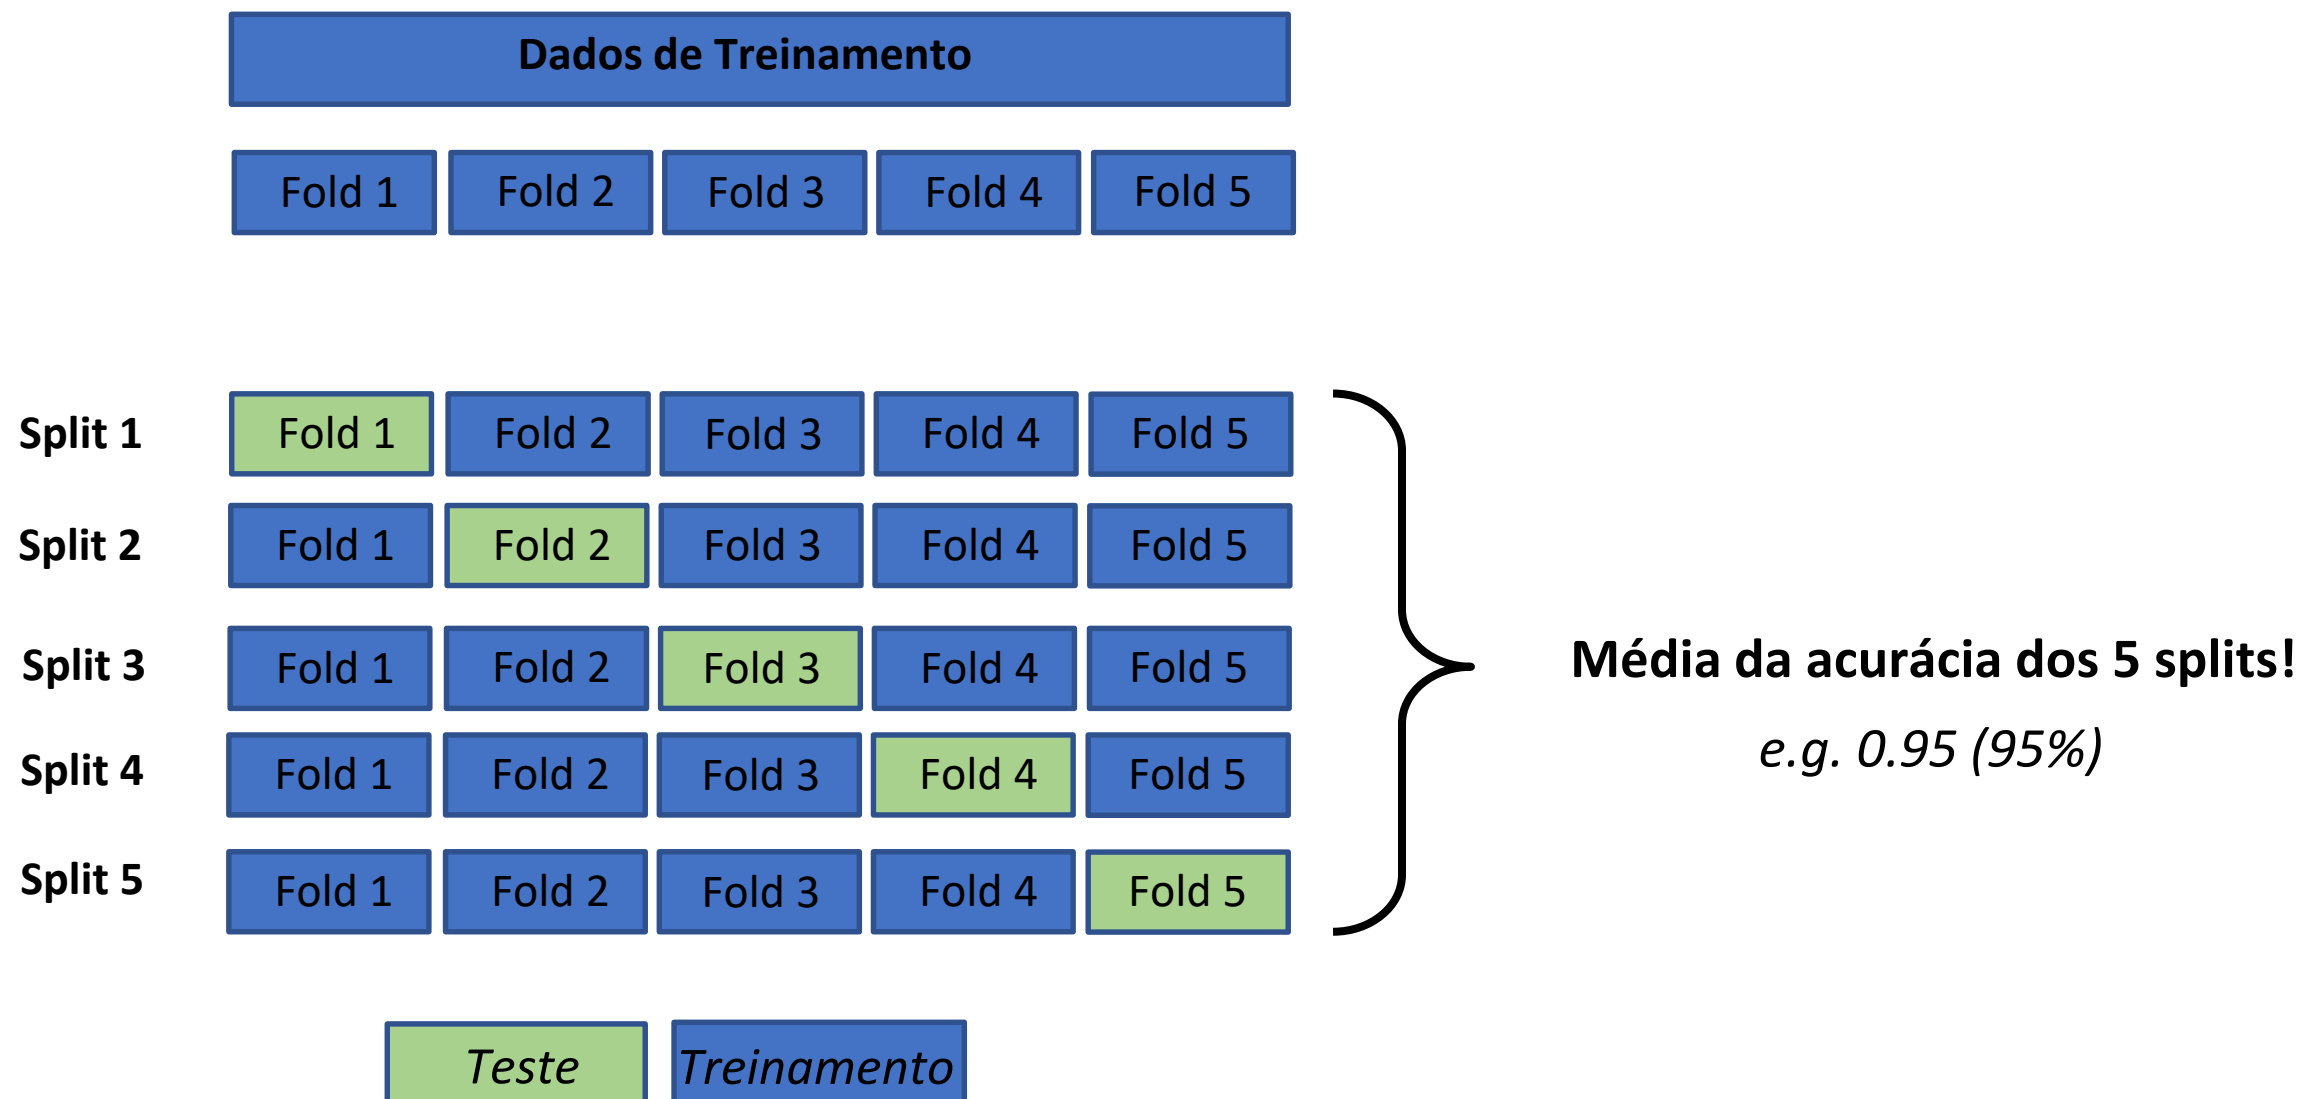 Dados de Treinamento
Fold 1 Fold 2 Fold 3 Fold 4 Fold 5
Split 1 Fold 1 Fold 2 Fold 3 Fold 4 Fold 5
Split 2 Fold 1 Fold 2 Fold 3 Fold 4 Fold 5
Split 3 Fold 1 Fold 2 Fold 3 Fold 4 Fold 5
Split 4 Fold 1 Fold 2 Fold 3 Fold 4 Fold 5
Split 5 Fold 1 Fold 2 Fold 3 Fold 4 Fold 5
Média da acurácia dos 5 splits!
e.g. 0.95 (95%)
Teste Treinamento